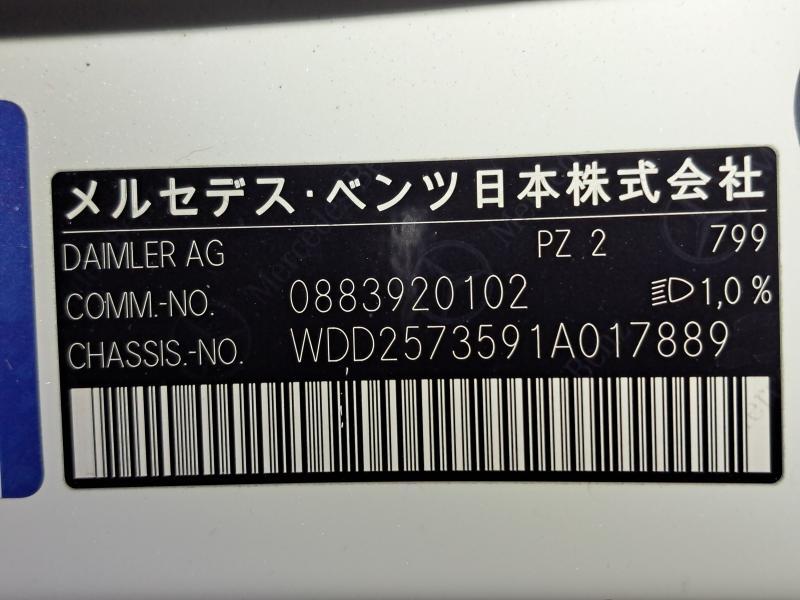 メルセデス・ベンツ日本株式会社
DAIMLER AG PZ 2 799
COMM.-NO. 0883920102 1,0 %
CHASSIS.-NO. WDD2573591A017889